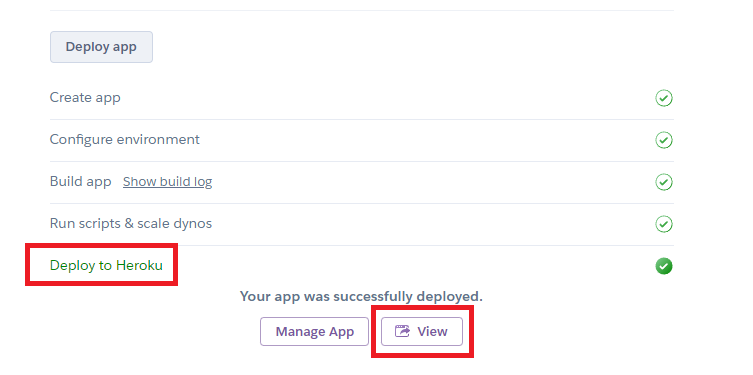 Deploy app
Create app
Configure environment
Build app Show build log
Run scripts & scale dynos
Deploy to Heroku
Your app was successfully deployed.
Manage App View